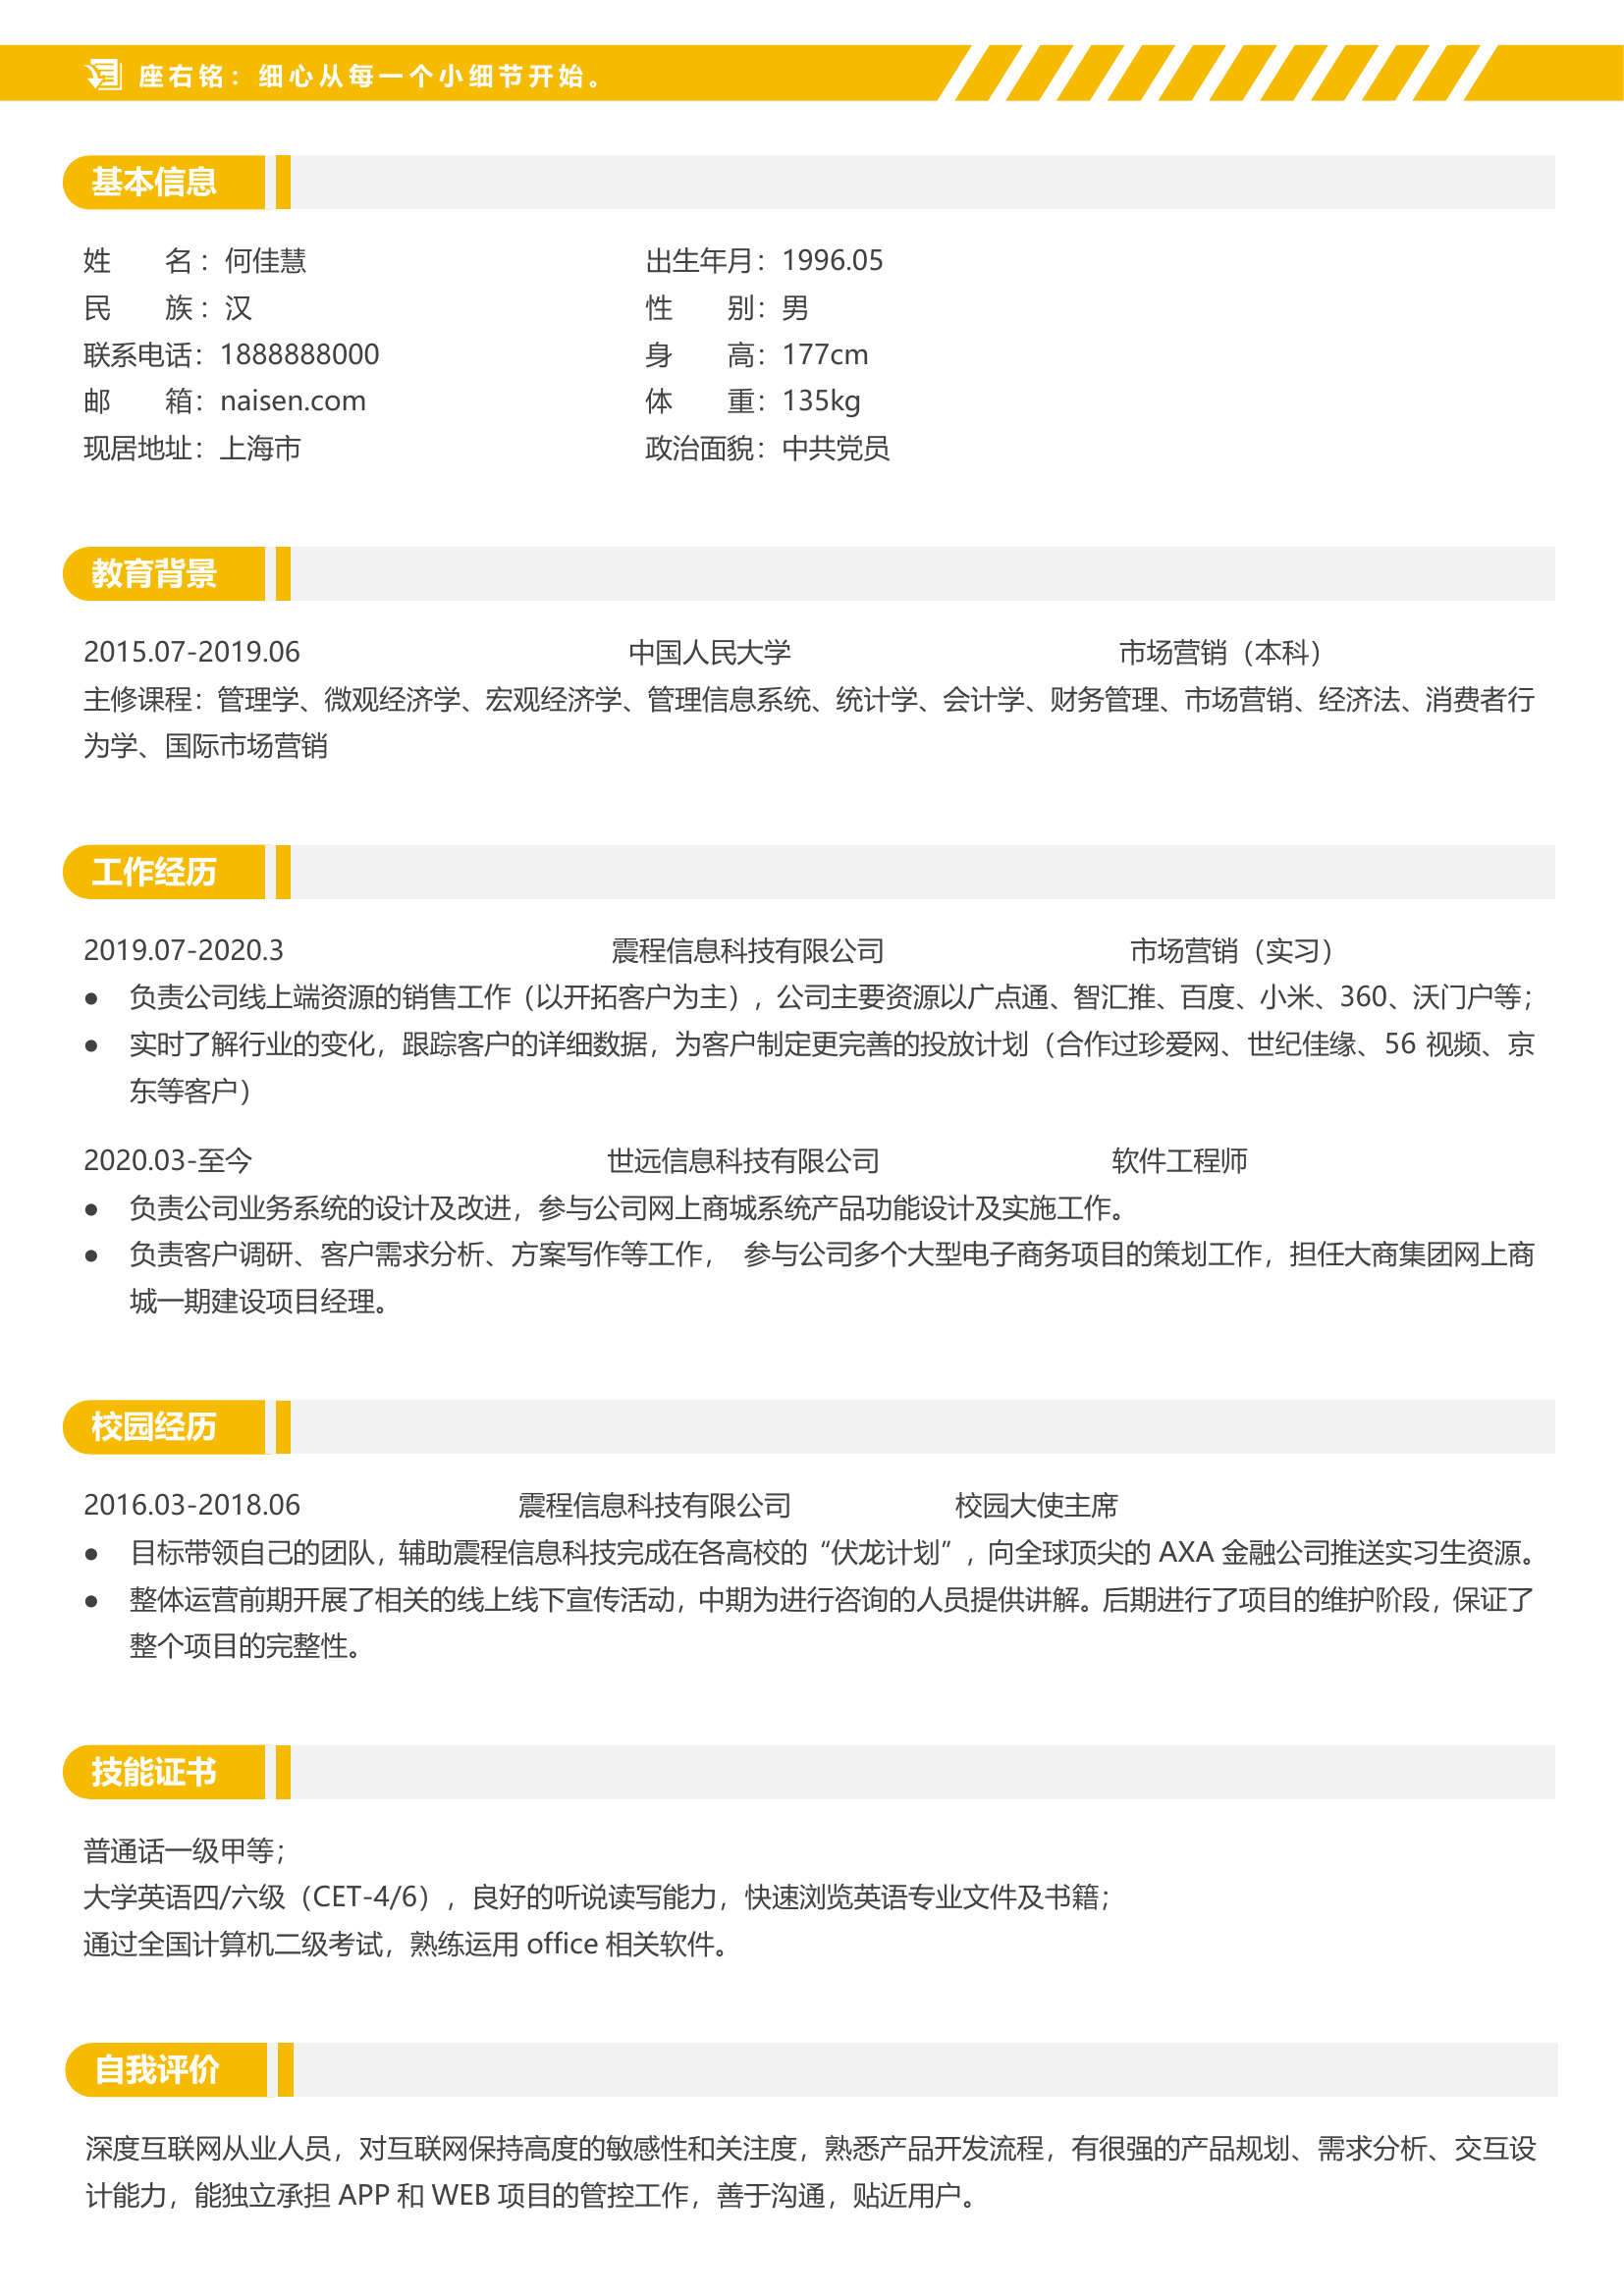 座右铭：细心从每一个小细节开始。
基本信息
姓　　名：何佳慧　出生年月：1996.05
民　　族：汉　性　　别：男
联系电话：1888888000　身　　高：177cm
邮　　箱：naisen.com　体　　重：135kg
现居地址：上海市　政治面貌：中共党员
教育背景
2015.07-2019.06　中国人民大学　市场营销（本科）
主修课程：管理学、微观经济学、宏观经济学、管理信息系统、统计学、会计学、财务管理、市场营销、经济法、消费者行
为学、国际市场营销
工作经历
2019.07-2020.3　震程信息科技有限公司　市场营销（实习）
● 负责公司线上端资源的销售工作（以开拓客户为主），公司主要资源以广点通、智汇推、百度、小米、360、沃门户等；
● 实时了解行业的变化，跟踪客户的详细数据，为客户制定更完善的投放计划（合作过珍爱网、世纪佳缘、56 视频、京
东等客户）
2020.03-至今　世远信息科技有限公司　软件工程师
● 负责公司业务系统的设计及改进，参与公司网上商城系统产品功能设计及实施工作。
● 负责客户调研、客户需求分析、方案写作等工作， 参与公司多个大型电子商务项目的策划工作，担任大商集团网上商
城一期建设项目经理。
校园经历
2016.03-2018.06　震程信息科技有限公司　校园大使主席
● 目标带领自己的团队，辅助震程信息科技完成在各高校的“伏龙计划”，向全球顶尖的 AXA 金融公司推送实习生资源。
● 整体运营前期开展了相关的线上线下宣传活动，中期为进行咨询的人员提供讲解。后期进行了项目的维护阶段，保证了
整个项目的完整性。
技能证书
普通话一级甲等；
大学英语四/六级（CET-4/6），良好的听说读写能力，快速浏览英语专业文件及书籍；
通过全国计算机二级考试，熟练运用 office 相关软件。
自我评价
深度互联网从业人员，对互联网保持高度的敏感性和关注度，熟悉产品开发流程，有很强的产品规划、需求分析、交互设
计能力，能独立承担 APP 和 WEB 项目的管控工作，善于沟通，贴近用户。